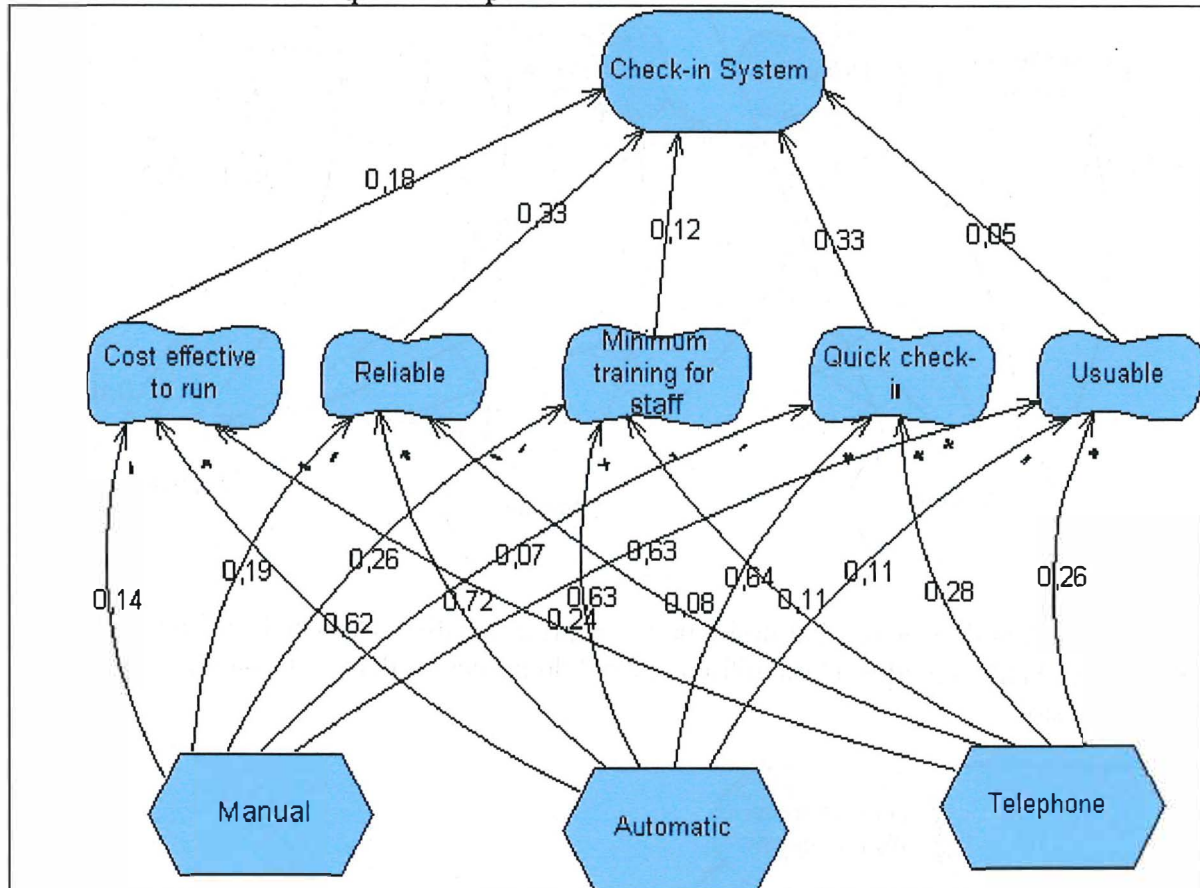 Check-in System
0,18
0,33
0,12
0,33
0,05
Cost effective
to run
Reliable
Minimum
training for
staff
Quick check-
Usuable
0,14
0,19
0,26
0,07
0,63
0,62
0,72
0,63
0,24
0,08
0,64
0,11
0,11
0,28
0,26
Manual
Automatic
Telephone